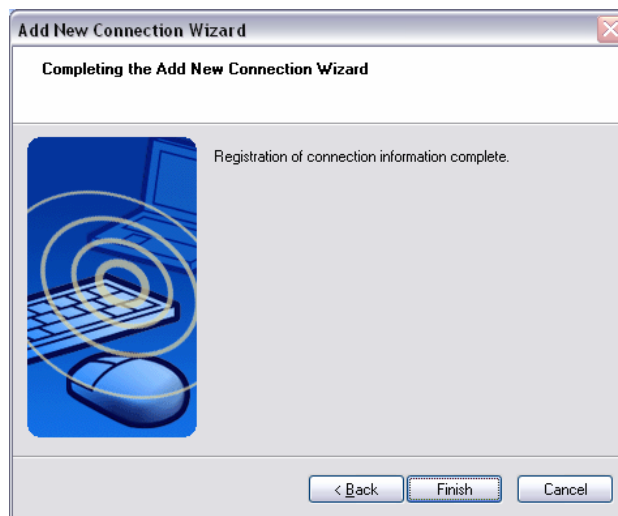 Add New Connection Wizard
Completing the Add New Connection Wizard
Registration of connection information complete.
< Back
Finish
Cancel